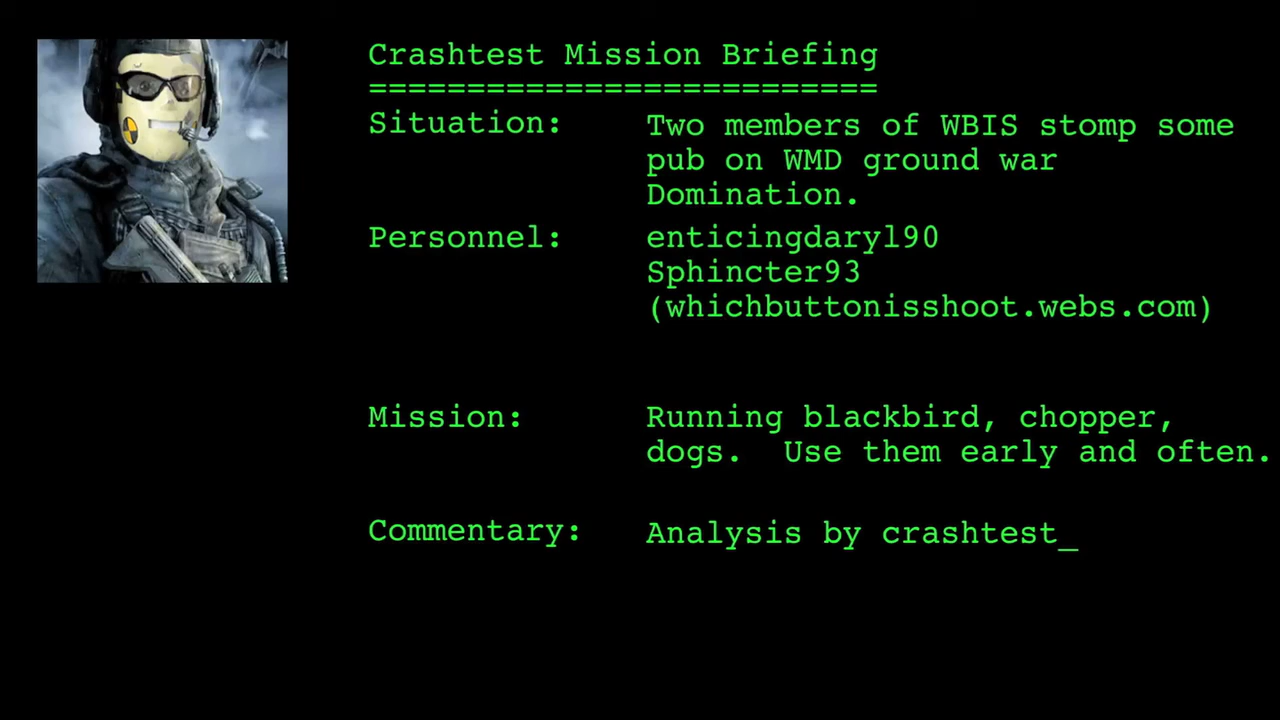 Crashtest Mission Briefing
==========================
Situation: Two members of WBIS stomp some
pub on WMD ground war
Domination.
Personnel: enticingdaryl90
Sphincter93
(whichbuttonisshoot.webs.com)
Mission: Running blackbird, chopper,
dogs.  Use them early and often.
Commentary: Analysis by crashtest_